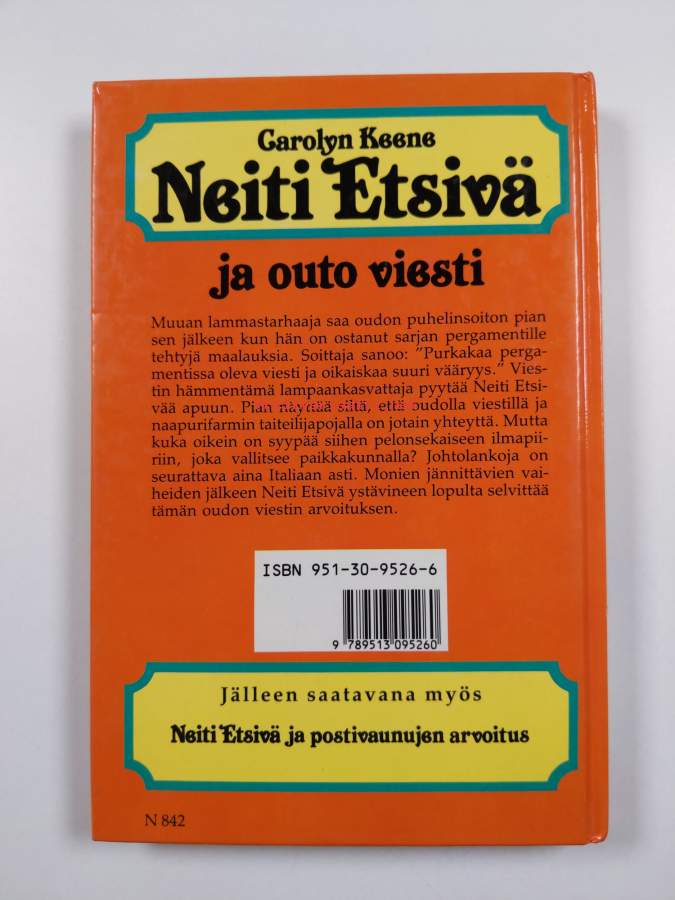 Carolyn Keene
Neiti Etsivä
ja outo viesti
Muuan lammastarhaaja saa oudon puhelinsoiton pian
sen jälkeen kun hän on ostanut sarjan pergamentille
tehtyjä maalauksia. Soittaja sanoo: ”Purkakaa perga-
mentissa oleva viesti ja oikaiskaa suuri vääryys.” Vies-
tin hämmentämä lampaankasvattaja pyytää Neiti Etsi-
vää apuun. Pian näyttää siltä, että oudolla viestillä ja
naapurifarmin taiteilijapojalla on jotain yhteyttä. Mutta
kuka oikein on syypää siihen pelonsekaiseen ilmapii-
riin, joka vallitsee paikkakunnalla? Johtolankoja on
seurattava aina Italiaan asti. Monien jännittävien vai-
heiden jälkeen Neiti Etsivä ystävineen lopulta selvittää
tämän oudon viestin arvoituksen.
ISBN 951-30-9526-6
9 789513 095260
Jälleen saatavana myös
Neiti Etsivä ja postivaunujen arvoitus
N 842